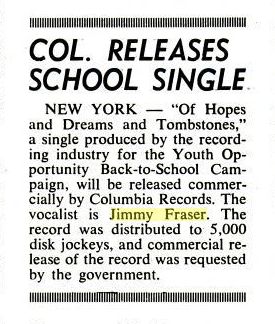 COL. RELEASES
SCHOOL SINGLE
NEW YORK — “Of Hopes
and Dreams and Tombstones,”
a single produced by the record-
ing industry for the Youth Op-
portunity Back-to-School Cam-
paign, will be released commer-
cially by Columbia Records. The
vocalist is Jimmy Fraser. The
record was distributed to 5,000
disk jockeys, and commercial re-
lease of the record was requested
by the government.